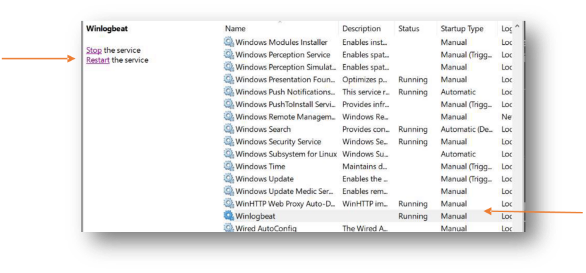 Winlogbeat
Stop the service
Restart the service
Name Description Status Startup Type Log
Windows Modules Installer Enables inst... Manual Loc
Windows Perception Service Enables spat... Manual (Trigg... Loc
Windows Perception Simulat... Enables spat... Manual Loc
Windows Presentation Foun... Optimizes p... Running Manual Loc
Windows Push Notifications... This service r... Running Automatic Loc
Windows PushToInstall Servi... Provides infr... Manual (Trigg... Loc
Windows Remote Managem... Windows Re... Manual Ne
Windows Search Provides con... Running Automatic (De... Loc
Windows Security Service Windows Se... Running Manual Loc
Windows Subsystem for Linux Windows Su... Automatic Loc
Windows Time Maintains d... Manual (Trigg... Loc
Windows Update Enables the ... Manual (Trigg... Loc
Windows Update Medic Ser... Enables rem... Manual Loc
WinHTTP Web Proxy Auto-D... WinHTTP im... Running Manual Loc
Winlogbeat Running Manual Loc
Wired AutoConfig The Wired A... Manual Loc